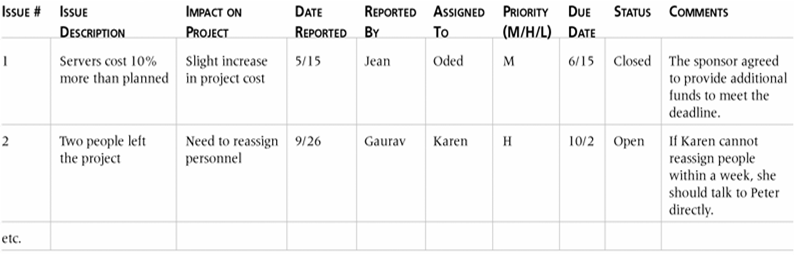 ISSUE # ISSUE DESCRIPTION IMPACT ON PROJECT DATE REPORTED REPORTED BY ASSIGNED TO PRIORITY (M/H/L) DUE DATE STATUS COMMENTS
1 Servers cost 10% more than planned Slight increase in project cost 5/15 Jean Oded M 6/15 Closed The sponsor agreed to provide additional funds to meet the deadline.
2 Two people left the project Need to reassign personnel 9/26 Gaurav Karen H 10/2 Open If Karen cannot reassign people within a week, she should talk to Peter directly.
etc.